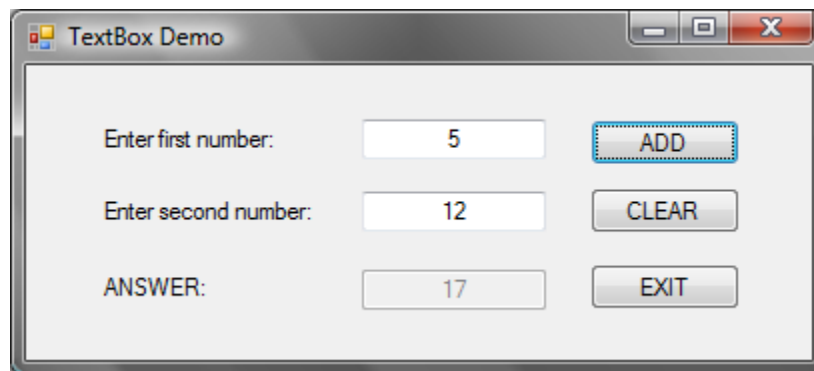 TextBox Demo
Enter first number: 5 ADD
Enter second number: 12 CLEAR
ANSWER: 17 EXIT